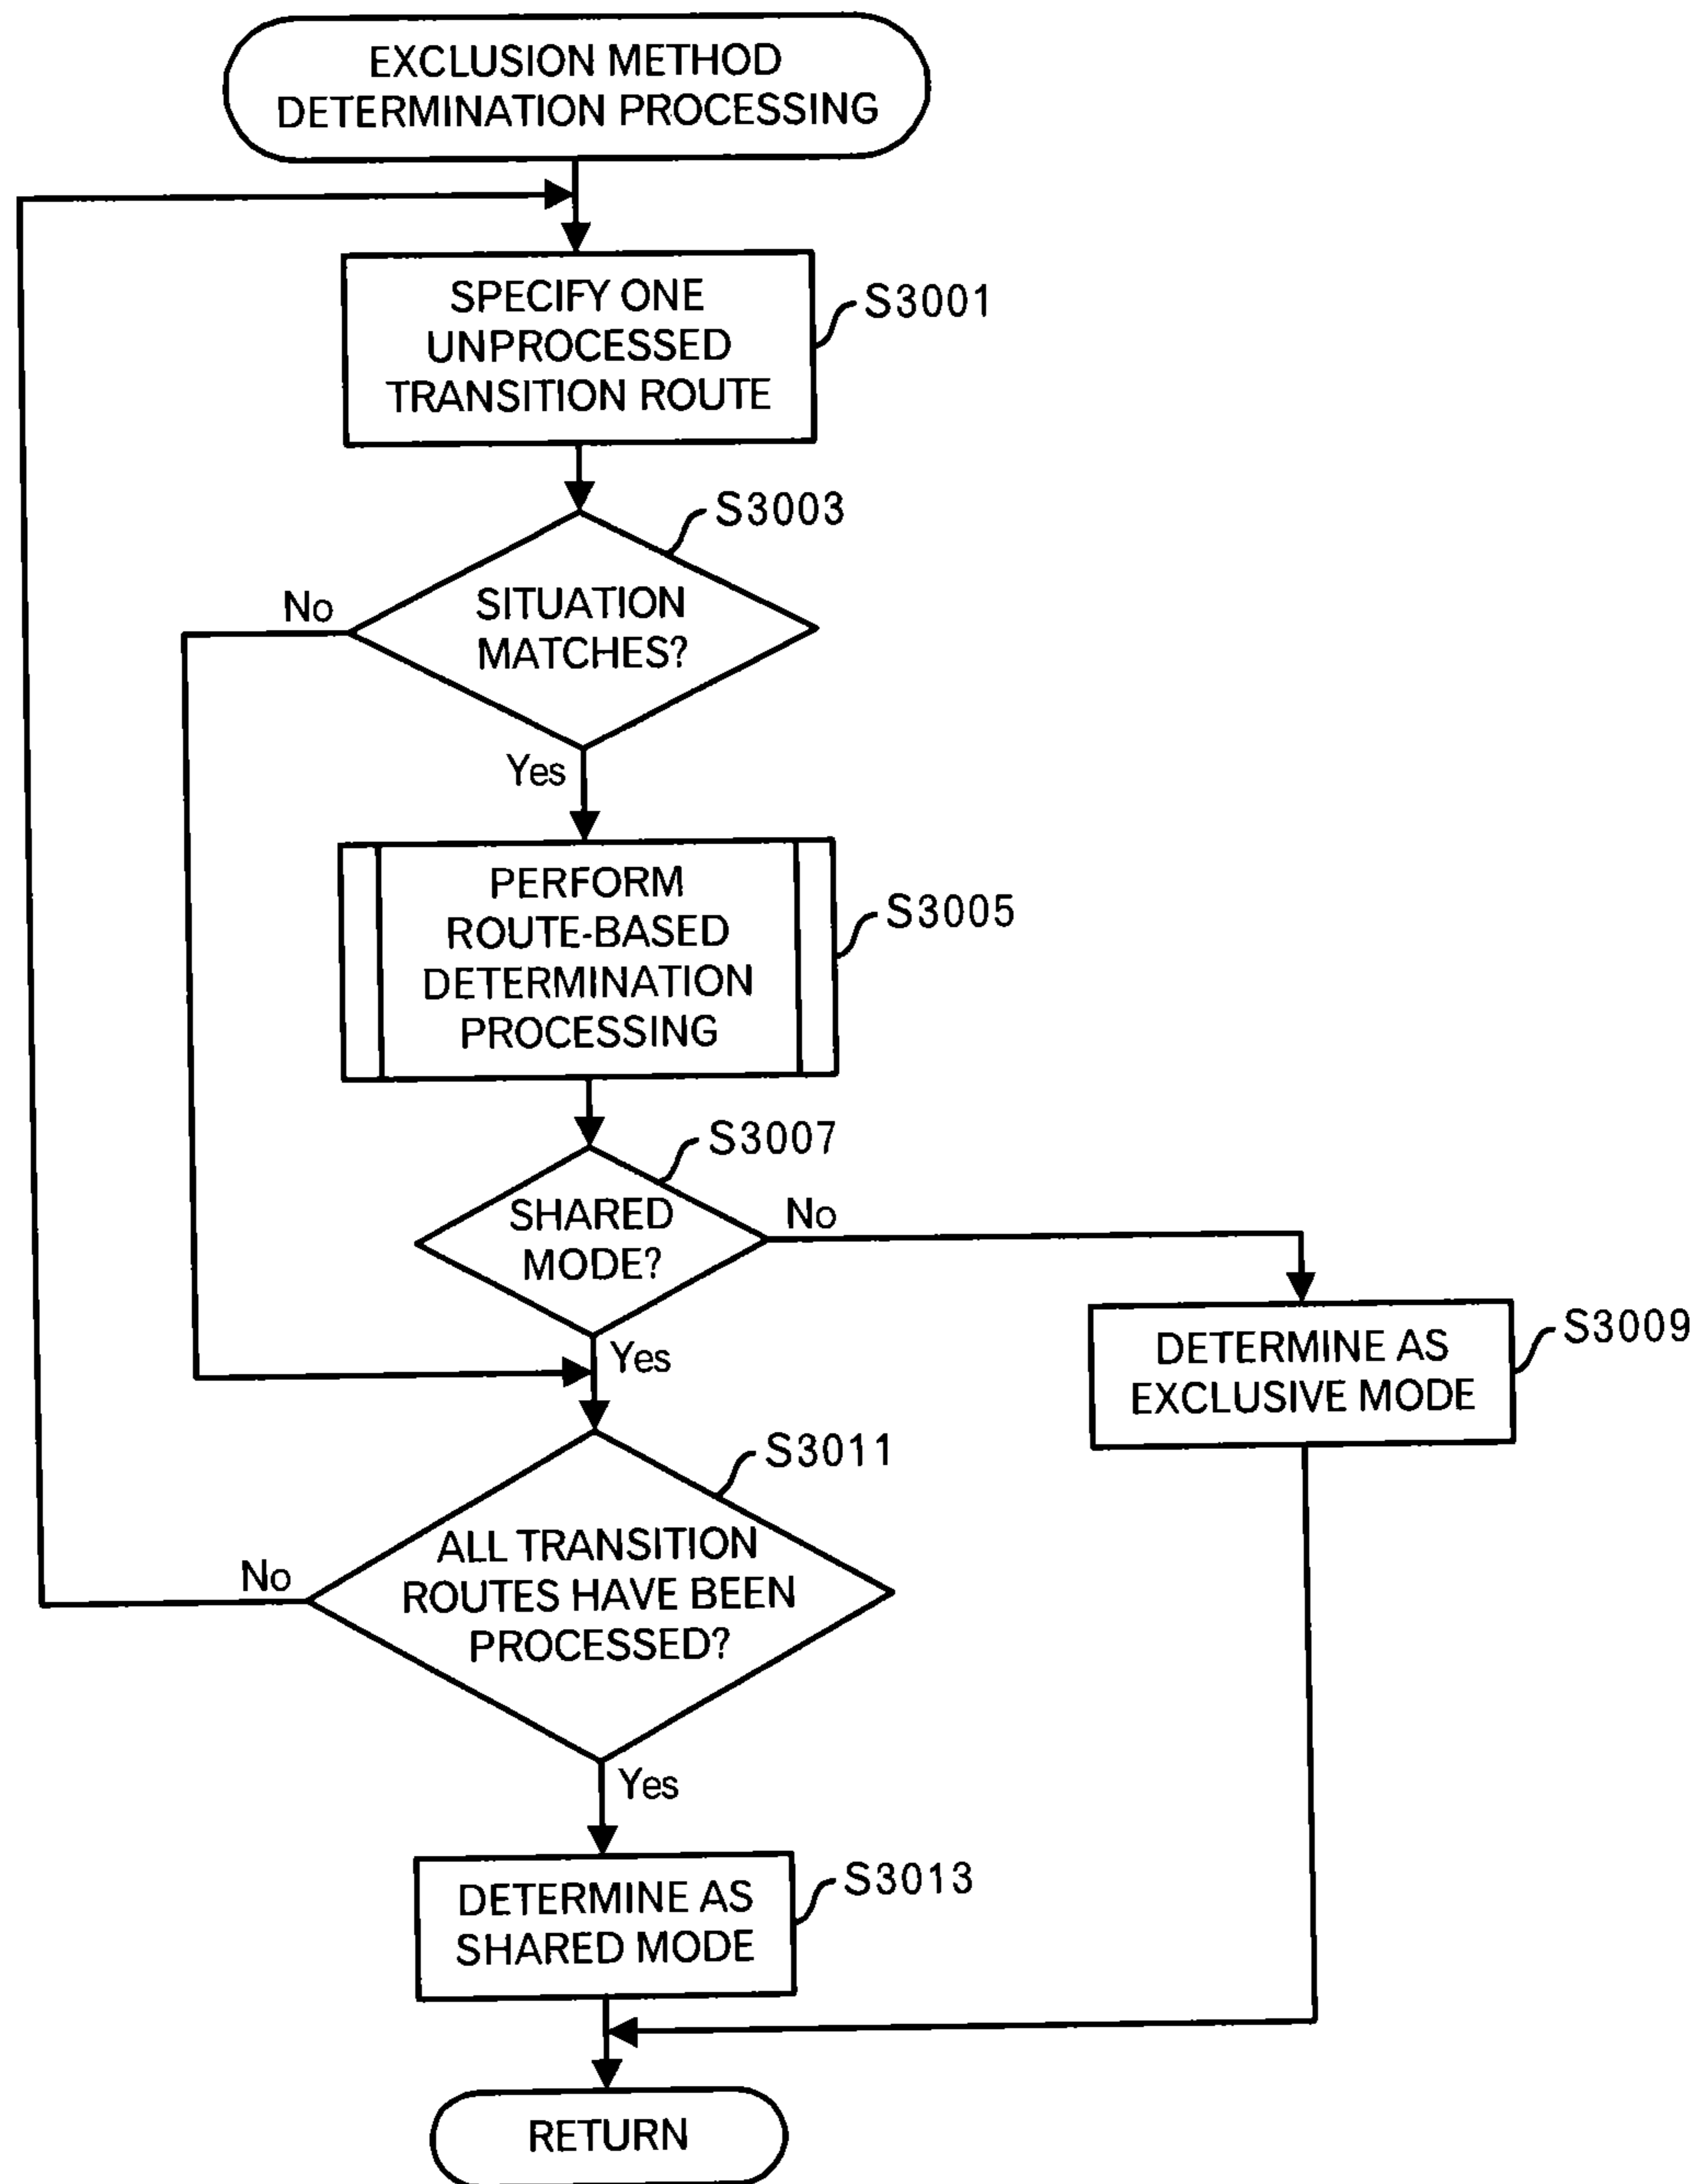 EXCLUSION METHOD
DETERMINATION PROCESSING
SPECIFY ONE
UNPROCESSED
TRANSITION ROUTE
S3001
S3003
SITUATION
MATCHES?
No
Yes
PERFORM
ROUTE-BASED
DETERMINATION
PROCESSING
S3005
S3007
SHARED
MODE?
No
Yes
DETERMINE AS
EXCLUSIVE MODE
S3009
S3011
ALL TRANSITION
ROUTES HAVE BEEN
PROCESSED?
No
Yes
DETERMINE AS
SHARED MODE
S3013
RETURN